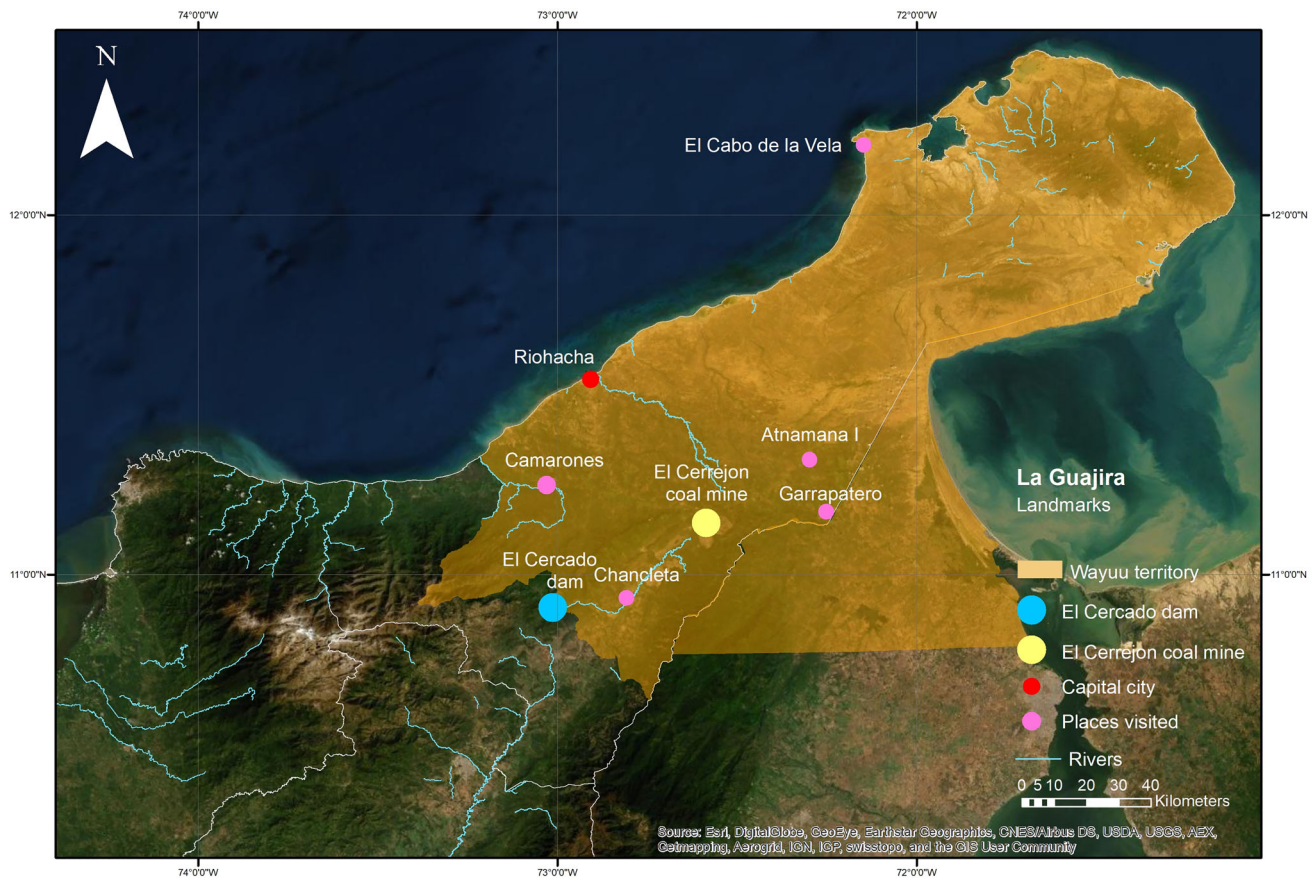 74°0'0"W
73°0'0"W
72°0'0"W
N
El Cabo de la Vela
12°0'0"N
12°0'0"N
Riohacha
Atnamana I
Camarones
El Cerrejon
coal mine
Garrapatero
La Guajira
Landmarks
El Cercado
dam
Chancleta
11°0'0"N
11°0'0"N
Wayuu territory
El Cercado dam
El Cerrejon coal mine
Capital city
Places visited
Rivers
0 5 10 20 30 40
Kilometers
Source: Esri, DigitalGlobe, GeoEye, Earthstar Geographics, CNES/Airbus DS, USDA, USGS, AEX,
Getmapping, Aerogrid, IGN, IGP, swisstopo, and the GIS User Community
74°0'0"W
73°0'0"W
72°0'0"W